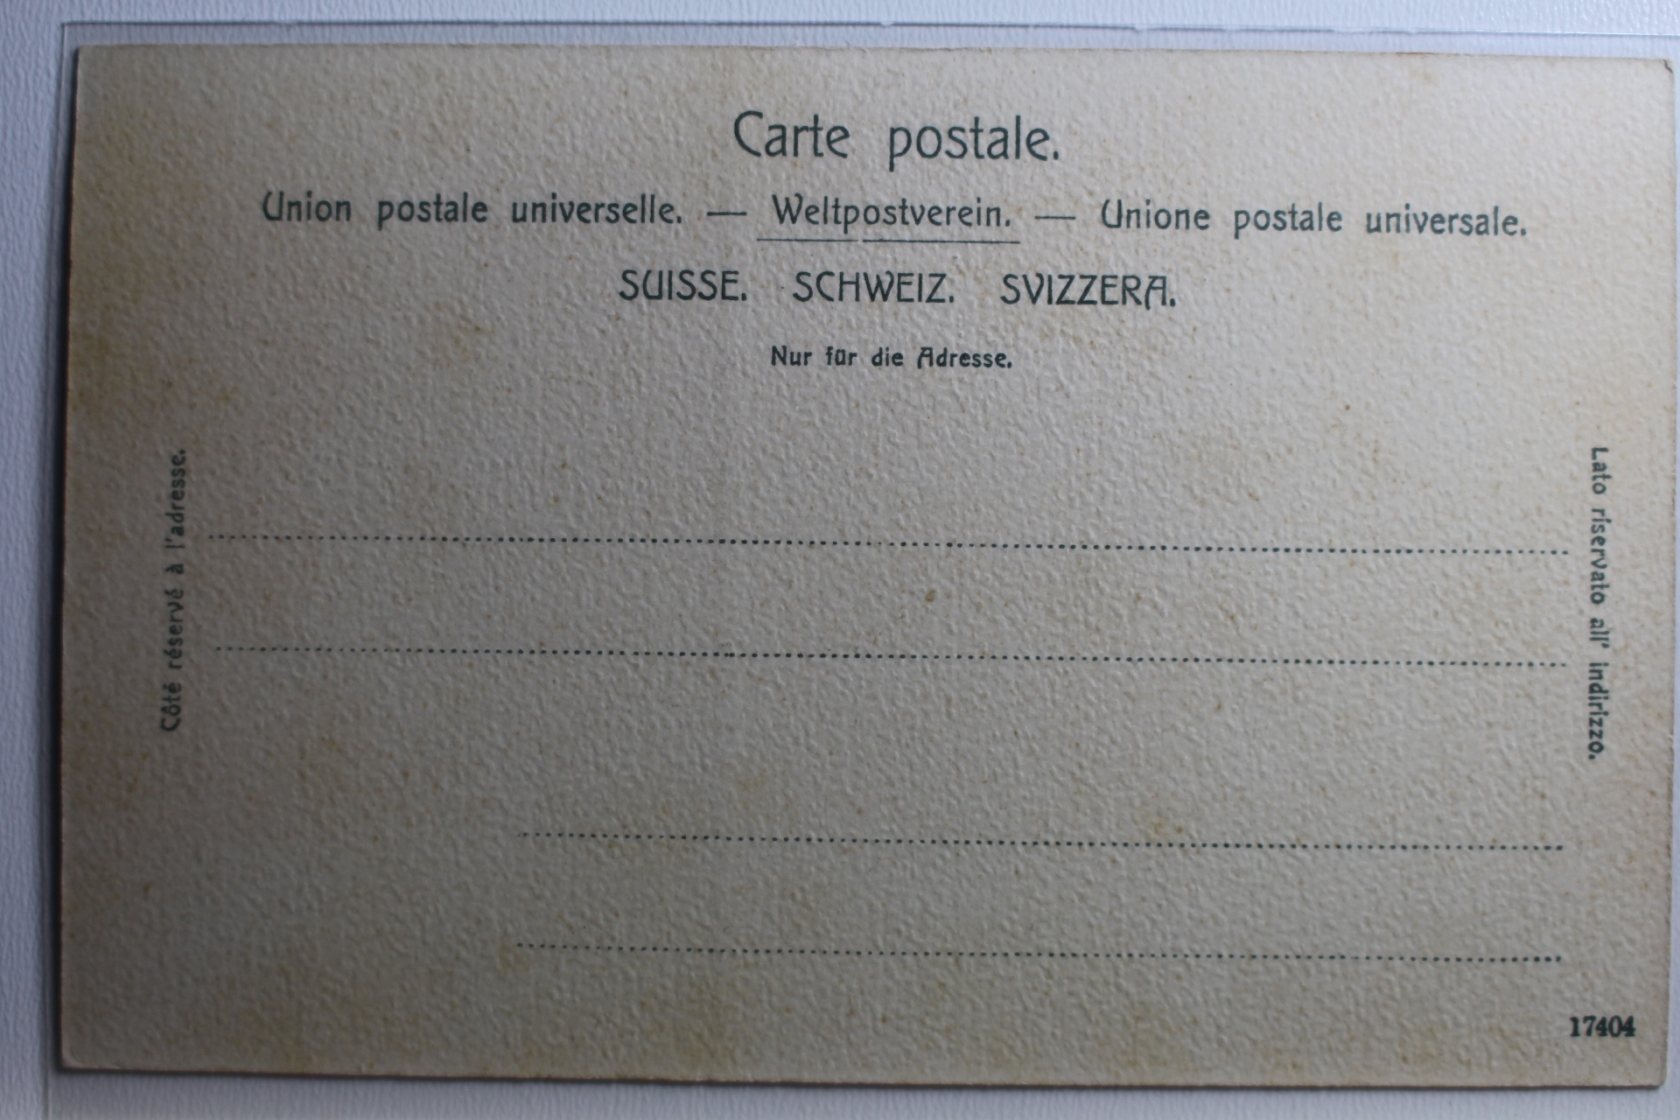 Carte postale.
Union postale universelle. — Weltpostverein. — Unione postale universale.
SUISSE. SCHWEIZ. SVIZZERA.
Nur für die Adresse.
Côté réservé à l'adresse.
Lato riservato all' indirizzo.
17404